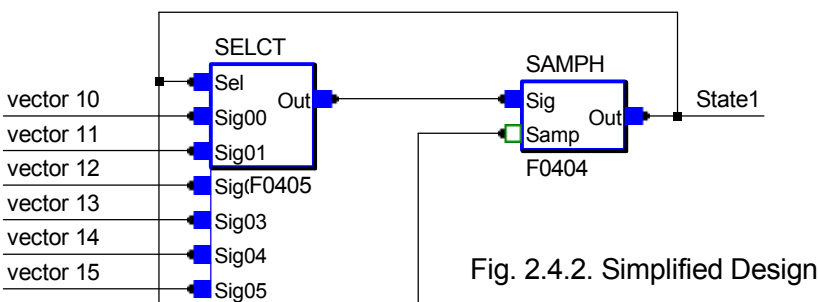 SELCT
SAMPH
Sel
Out
vector 10
Sig00
Sig
State1
vector 11
Sig01
Samp
Out
vector 12
F0405
F0404
vector 13
Sig03
vector 14
Sig04
vector 15
Sig05
Fig. 2.4.2. Simplified Design